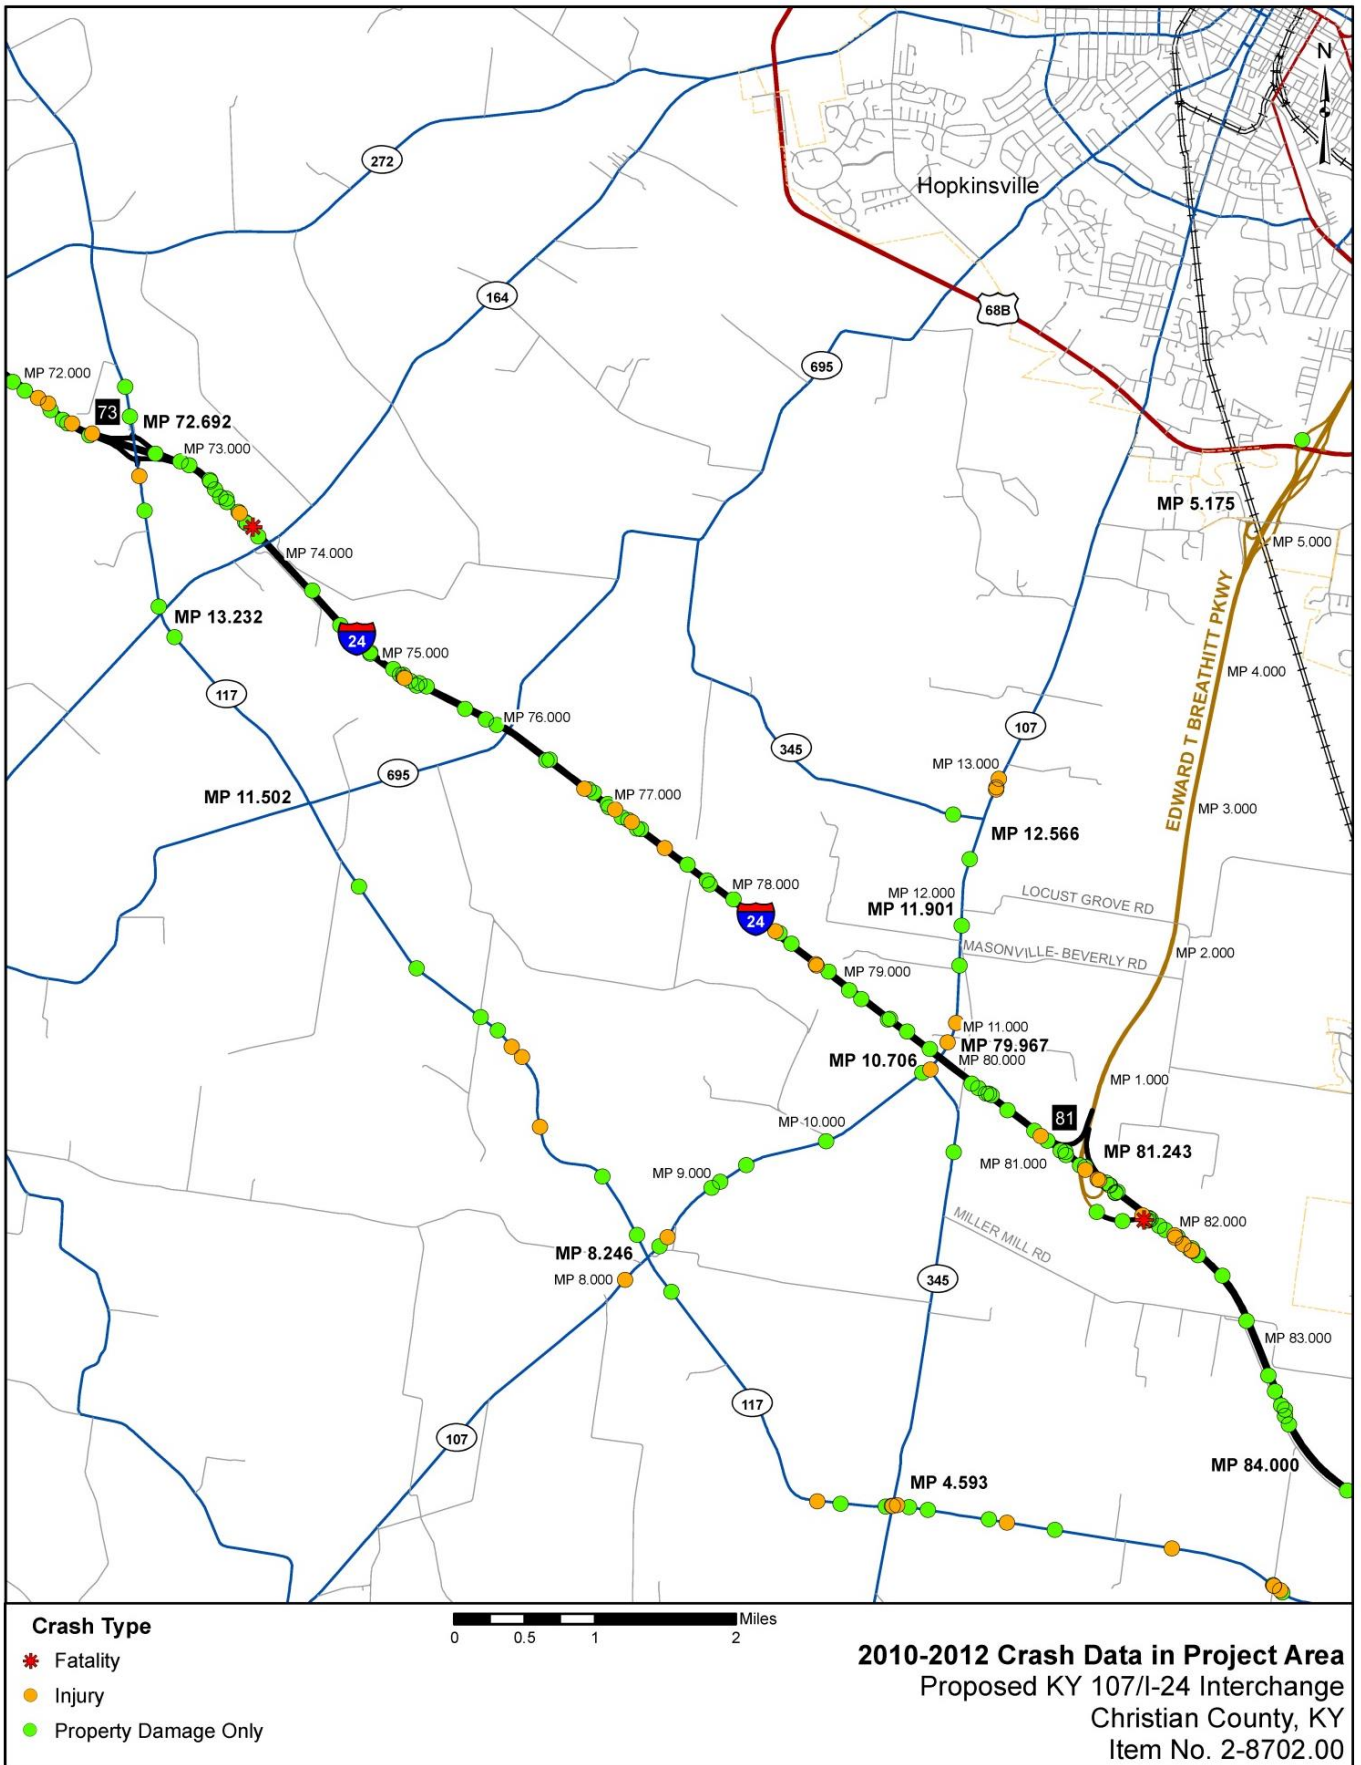 N
272
Hopkinsville
164
68B
695
MP 72.000
73
MP 72.692
MP 73.000
MP 5.175
MP 5.000
MP 74.000
MP 13.232
24
MP 75.000
EDWARD T BREATHITT PKWY
MP 4.000
117
MP 76.000
107
345
MP 13.000
695
MP 11.502
MP 77.000
MP 3.000
MP 12.566
MP 78.000
MP 12.000
LOCUST GROVE RD
MP 11.901
24
MASONVILLE- BEVERLY RD
MP 2.000
MP 79.000
MP 11.000
MP 79.967
MP 10.706
MP 80.000
MP 1.000
81
MP 10.000
MP 81.243
MP 81.000
MP 9.000
MP 82.000
MILLER MILL RD
MP 8.246
MP 8.000
345
MP 83.000
117
107
MP 84.000
MP 4.593
Crash Type
Fatality
Injury
Property Damage Only
Miles
0 0.5 1 2
2010-2012 Crash Data in Project Area
Proposed KY 107/I-24 Interchange
Christian County, KY
Item No. 2-8702.00